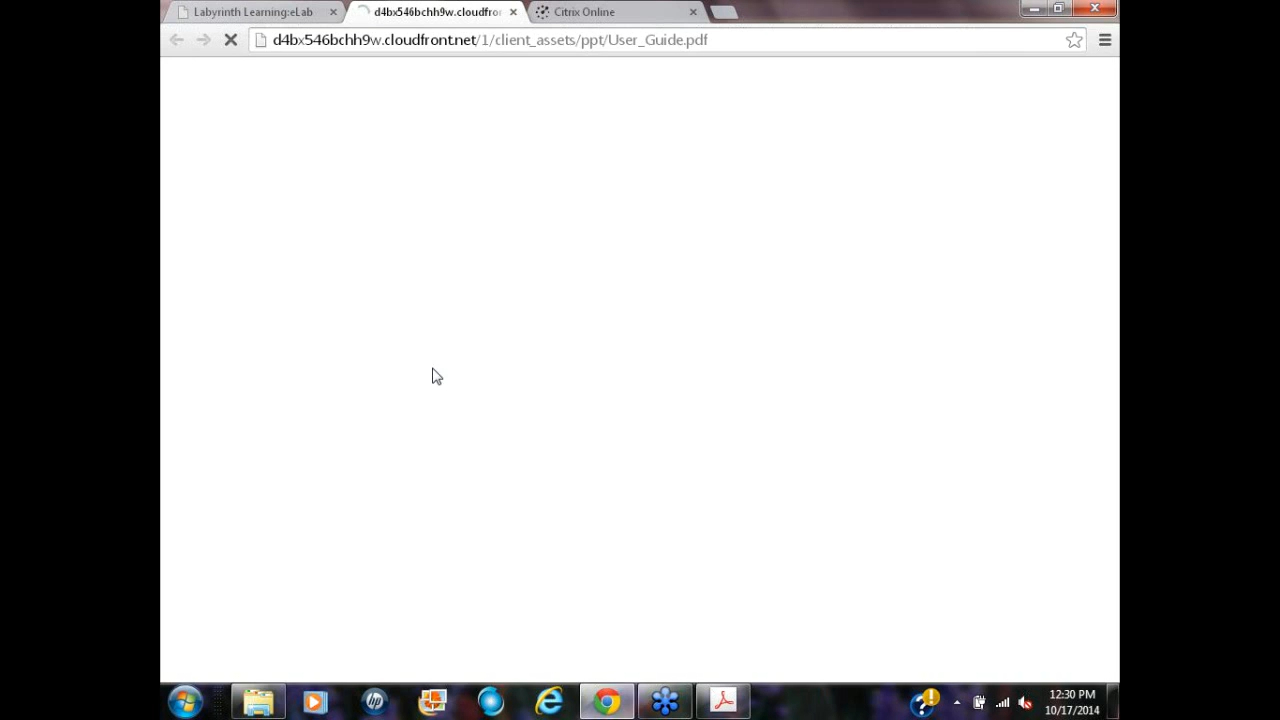 Labyrinth Learning:eLab
d4bx546bchh9w.cloudfror
Citrix Online
d4bx546bchh9w.cloudfront.net/1/client_assets/ppt/User_Guide.pdf
12:30 PM
10/17/2014